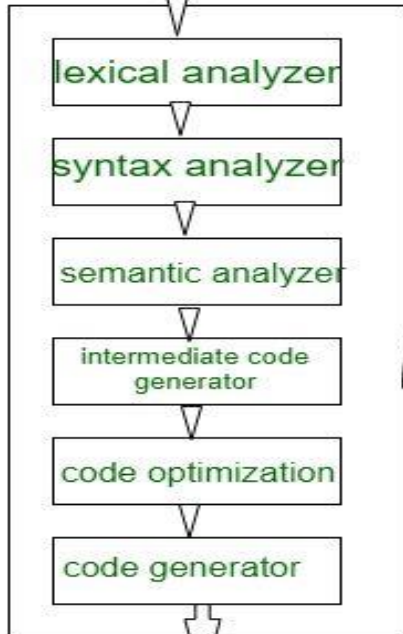 lexical analyzer
syntax analyzer
semantic analyzer
intermediate code
generator
code optimization
code generator